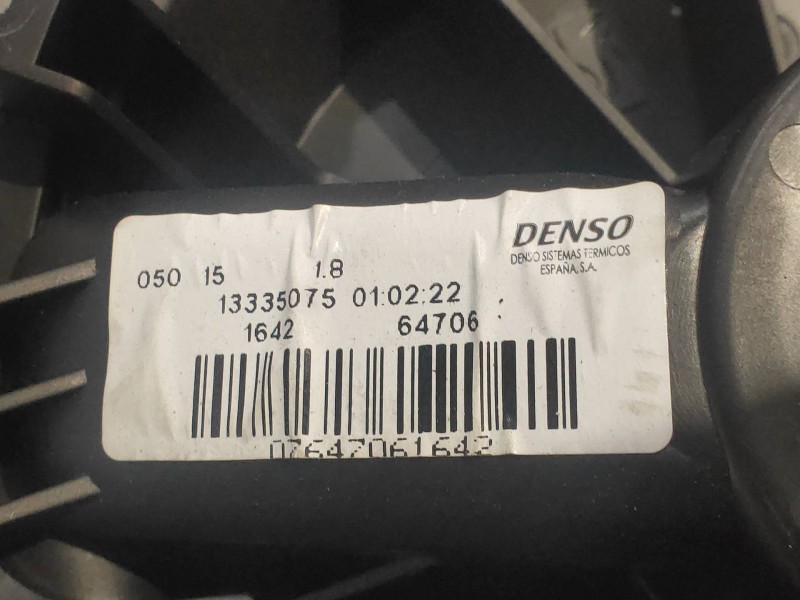 DENSO
DENSO SISTEMAS TERMICOS
ESPAÑA, S.A.
050 15 1.8
13335075 01:02:22
1642 64706
07647061642